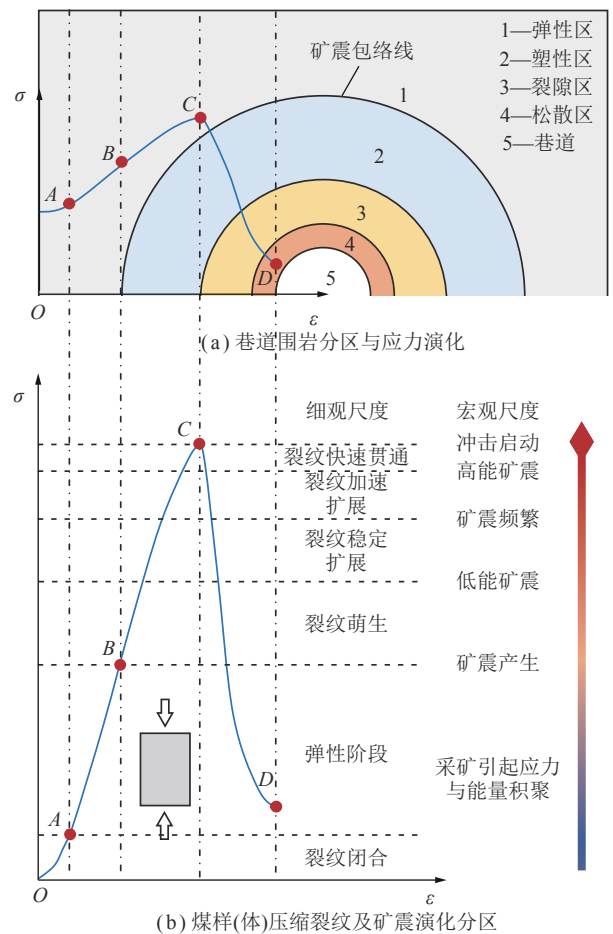 矿震包络线
1—弹性区
2—塑性区
3—裂隙区
4—松散区
5—巷道
σ
1
C
B
2
A
3
4
D
5
O
ε
(a) 巷道围岩分区与应力演化
σ
细观尺度
宏观尺度
C
冲击启动
裂纹快速贯通
高能矿震
裂纹加速
扩展
矿震频繁
裂纹稳定
扩展
低能矿震
裂纹萌生
B
矿震产生
弹性阶段
采矿引起应力
与能量积聚
D
A
裂纹闭合
O
ε
(b) 煤样(体)压缩裂纹及矿震演化分区